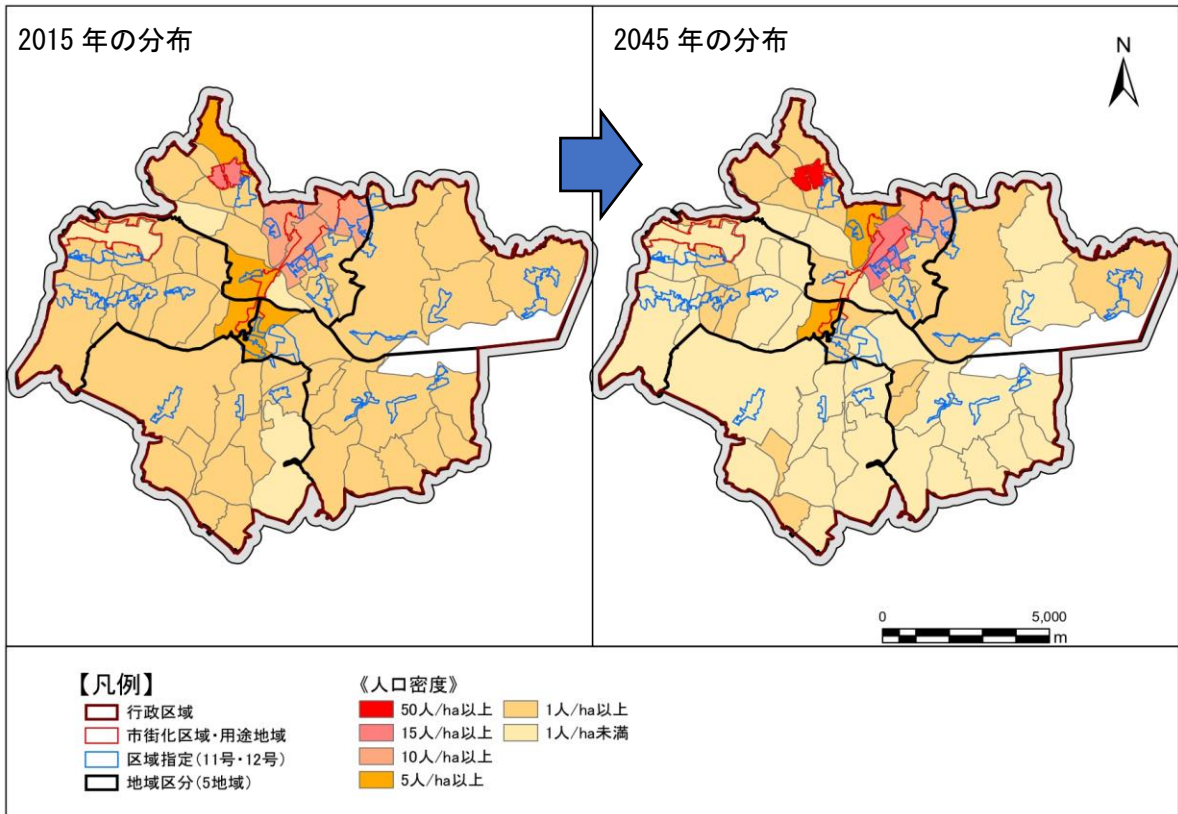 2015 年の分布
2045 年の分布
N
0 5,000
m
【凡例】
行政区域
市街化区域・用途地域
区域指定(11号・12号)
地域区分(5地域)
《人口密度》
50人/ha以上
15人/ha以上
10人/ha以上
5人/ha以上
1人/ha以上
1人/ha未満